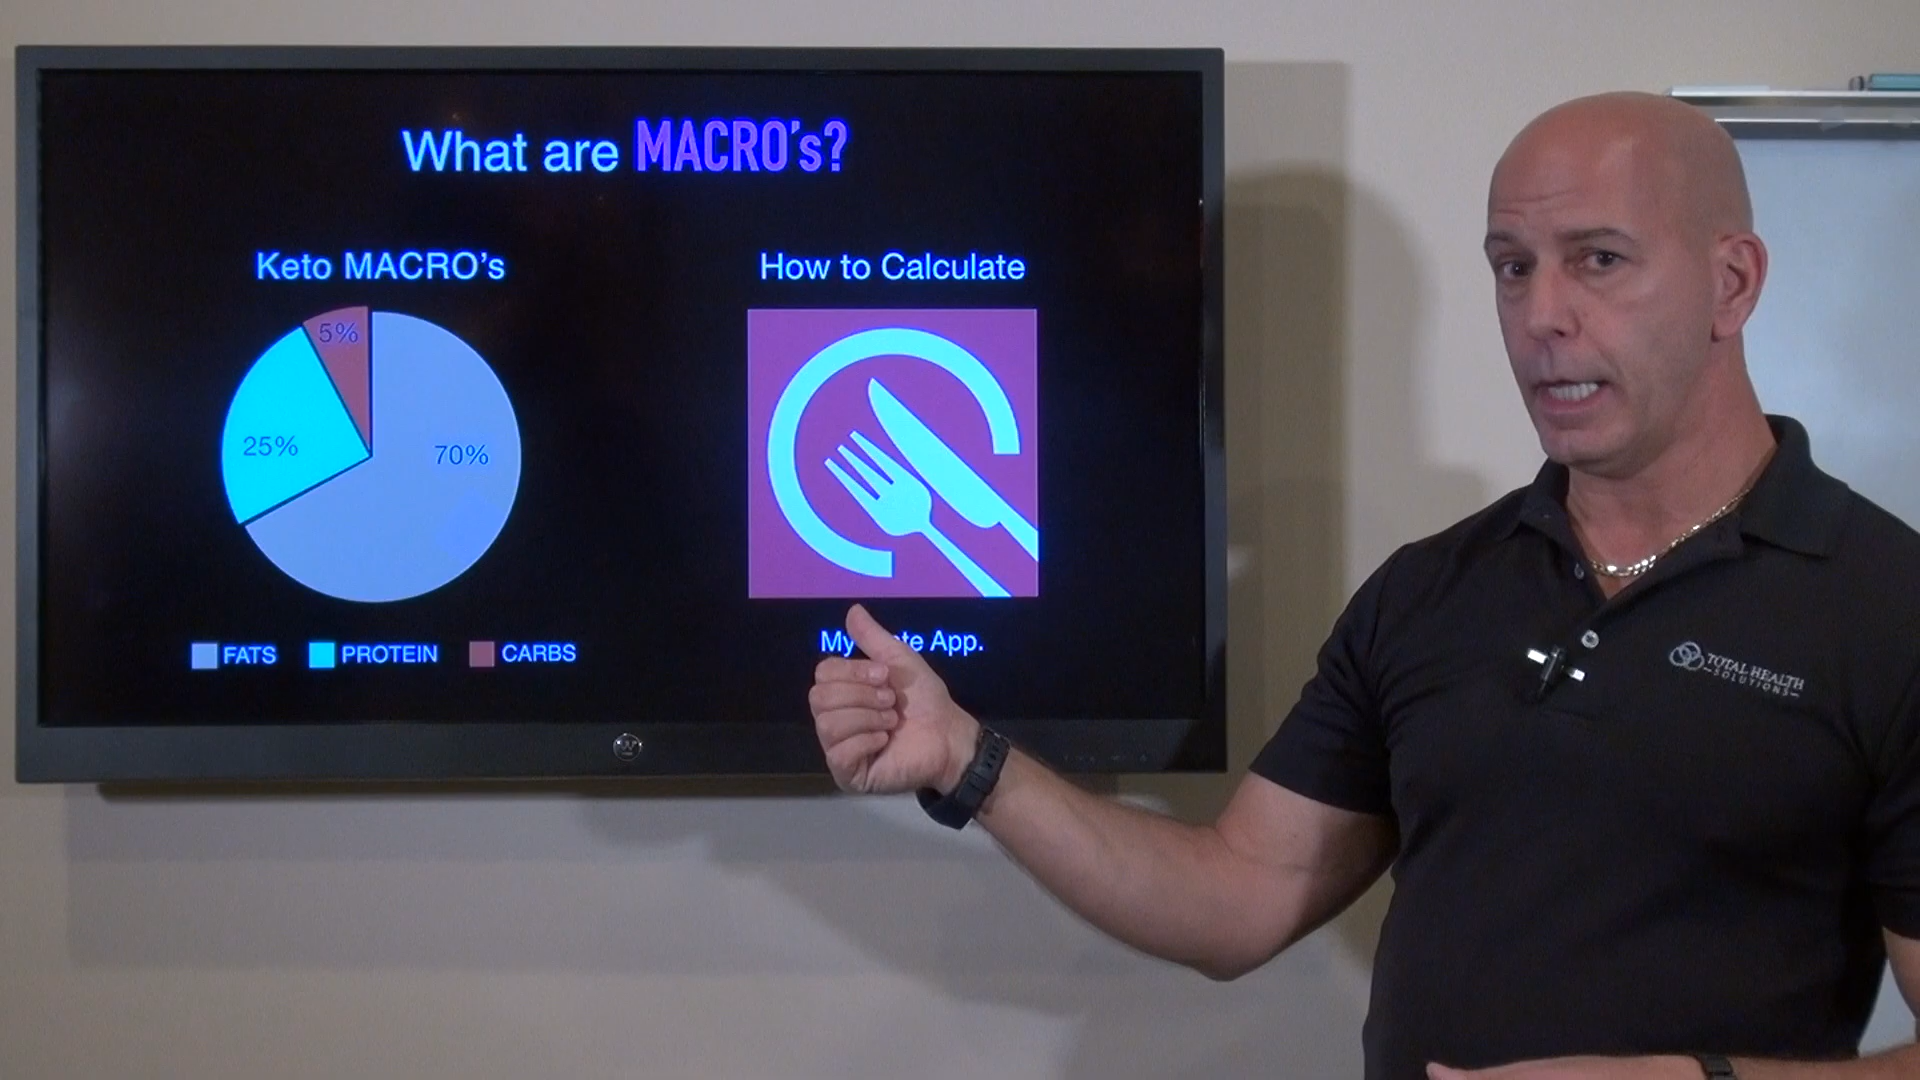 What are MACRO's?
Keto MACRO's
5%
25%
70%
FATS
PROTEIN
CARBS
How to Calculate
My App.
TOTAL HEALTH
SOLUTIONS